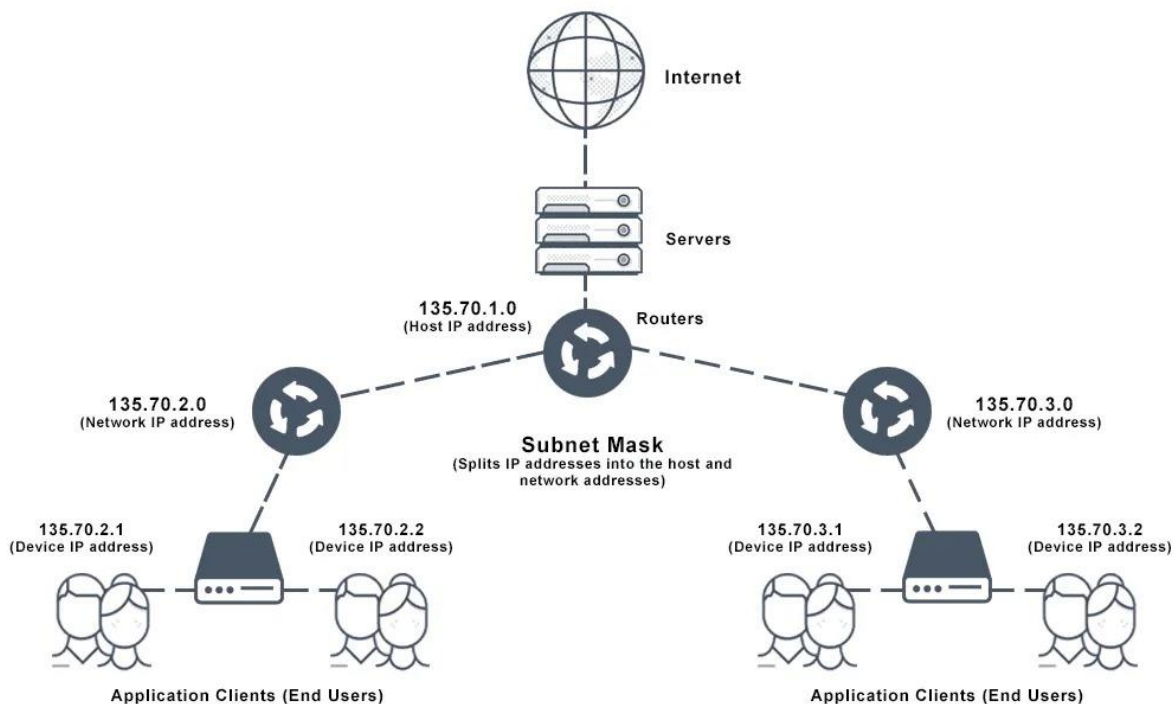 Internet
Servers
135.70.1.0
(Host IP address)
Routers
135.70.2.0
(Network IP address)
135.70.3.0
(Network IP address)
Subnet Mask
(Splits IP addresses into the host and
network addresses)
135.70.2.1
(Device IP address)
135.70.2.2
(Device IP address)
135.70.3.1
(Device IP address)
135.70.3.2
(Device IP address)
Application Clients (End Users)
Application Clients (End Users)